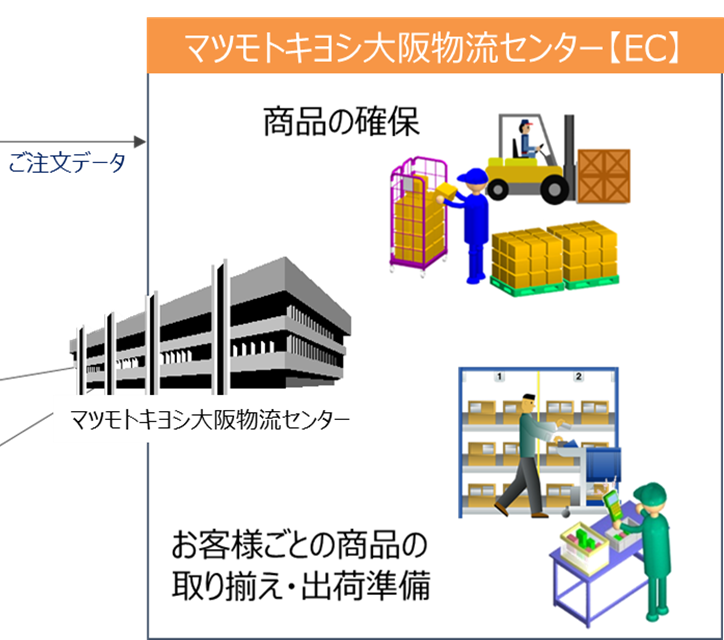 マツモトキヨシ大阪物流センター【EC】
商品の確保
ご注文データ
マツモトキヨシ大阪物流センター
1 2
お客様ごとの商品の
取り揃え・出荷準備